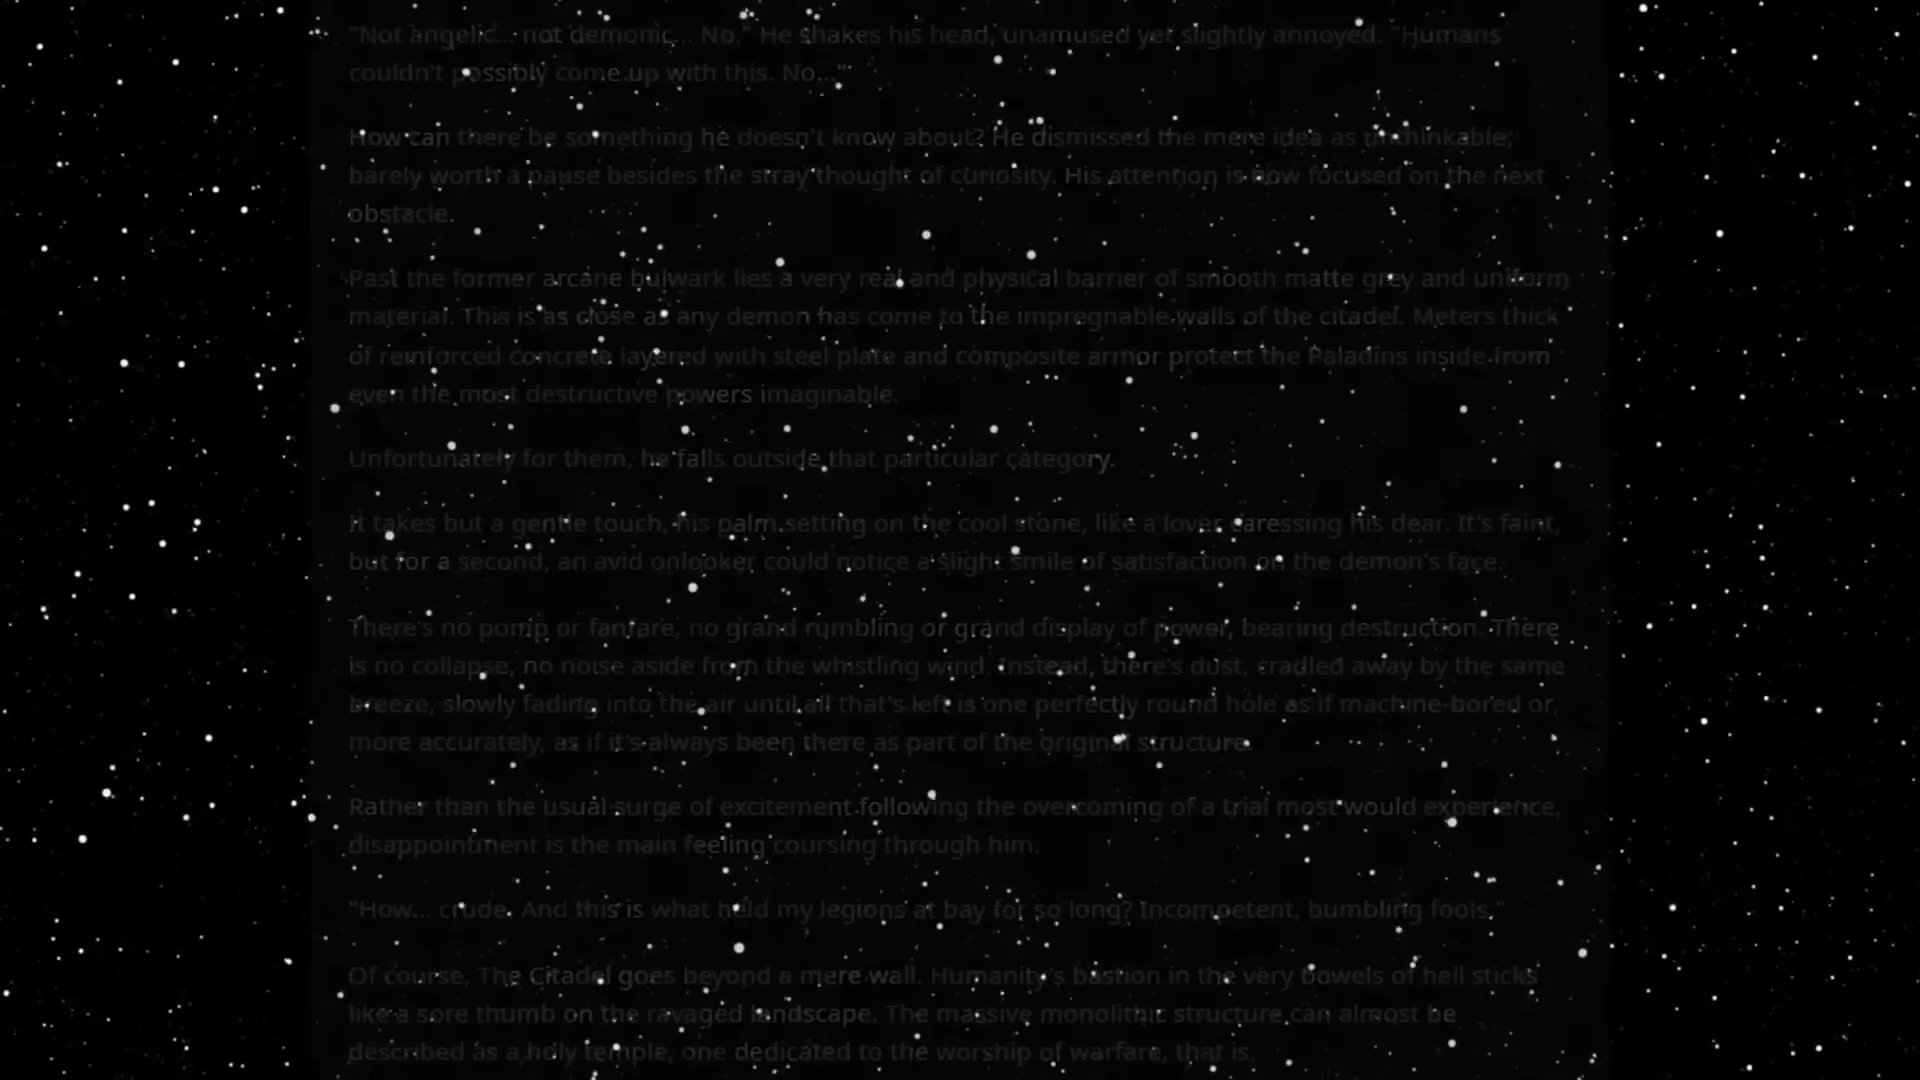 "Not angelic... not demonic... No." He shakes his head, unamused yet slightly annoyed. "Humans
couldn't possibly come up with this. No..."
How can there be something he doesn't know about? He dismissed the mere idea as unthinkable;
barely worth a pause besides the stray thought of curiosity. His attention is now focused on the next
obstacle.
Past the former arcane bulwark lies a very real and physical barrier of smooth matte grey and uniform
material. This is as close as any demon has come to the impregnable walls of the citadel. Meters thick
of reinforced concrete layered with steel plate and composite armor protect the Paladins inside from
even the most destructive powers imaginable.
Unfortunately for them, he falls outside that particular category.
It takes but a gentle touch, his palm setting on the cool stone, like a lover caressing his dear. It's faint,
but for a second, an avid onlooker could notice a slight smile of satisfaction on the demon's face.
There's no pomp or fanfare, no grand rumbling or grand display of power, bearing destruction. There
is no collapse, no noise aside from the whistling wind. Instead, there's dust, cradled away by the same
breeze, slowly fading into the air until all that's left is one perfectly round hole as if machine-bored or,
more accurately, as if it's always been there as part of the original structure.
Rather than the usual surge of excitement following the overcoming of a trial most would experience,
disappointment is the main feeling coursing through him.
"How... crude. And this is what held my legions at bay for so long? Incompetent, bumbling fools."
Of course, The Citadel goes beyond a mere wall. Humanity's bastion in the very bowels of hell sticks
like a sore thumb on the ravaged landscape. The massive monolithic structure can almost be
described as a holy temple, one dedicated to the worship of warfare, that is.